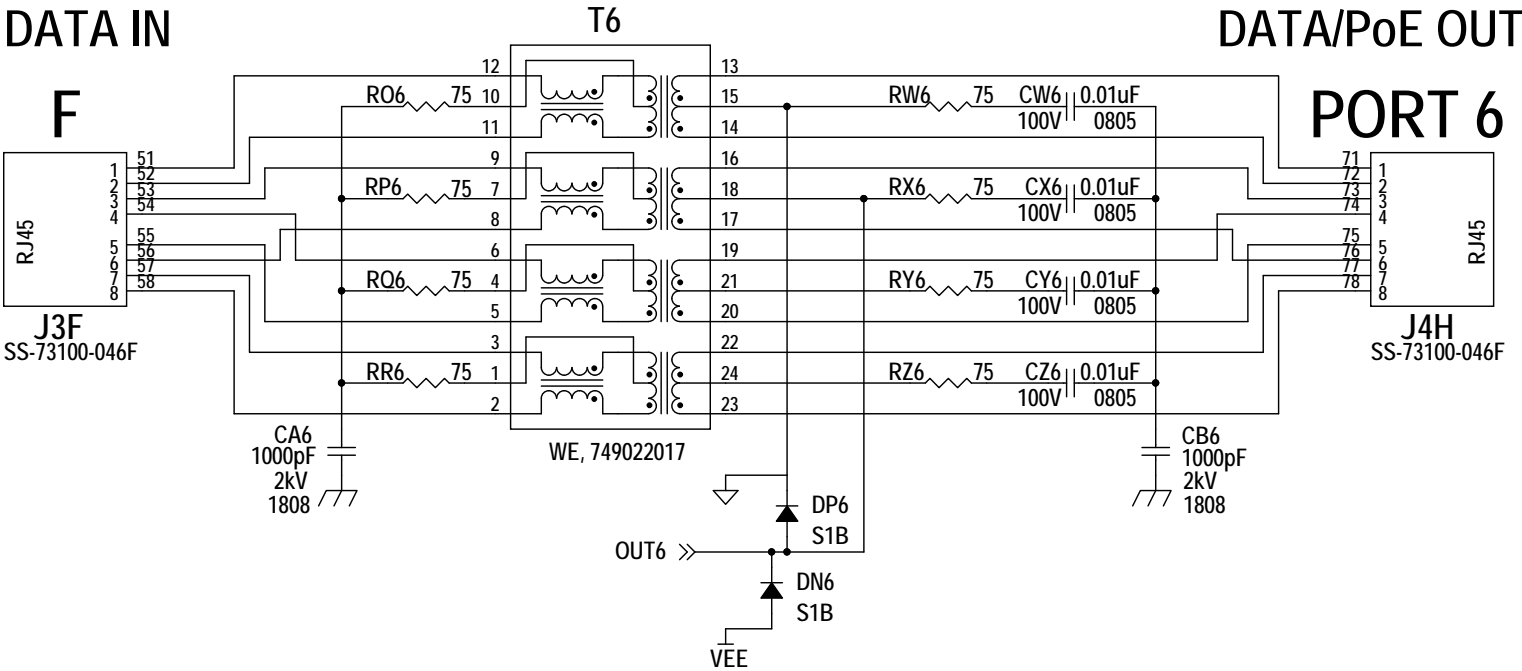 DATA IN
T6
DATA/PoE OUT
F
PORT 6
12
13
RO6 75 10
15 RW6 75 CW6 0.01uF
100V 0805
11
14
9
16
RP6 75 7
18 RX6 75 CX6 0.01uF
100V 0805
8
17
6
19
RQ6 75 4
21 RY6 75 CY6 0.01uF
100V 0805
5
20
3
22
RR6 75 1
24 RZ6 75 CZ6 0.01uF
100V 0805
2
23
RJ45
1 51
2 52
3 53
4 54
5 55
6 56
7 57
8 58
J3F
SS-73100-046F
71 1
72 2
73 3
74 4
75 5
76 6
77 7
78 8
RJ45
J4H
SS-73100-046F
CA6
1000pF
2kV
1808
WE, 749022017
CB6
1000pF
2kV
1808
DP6
S1B
OUT6
DN6
S1B
VEE